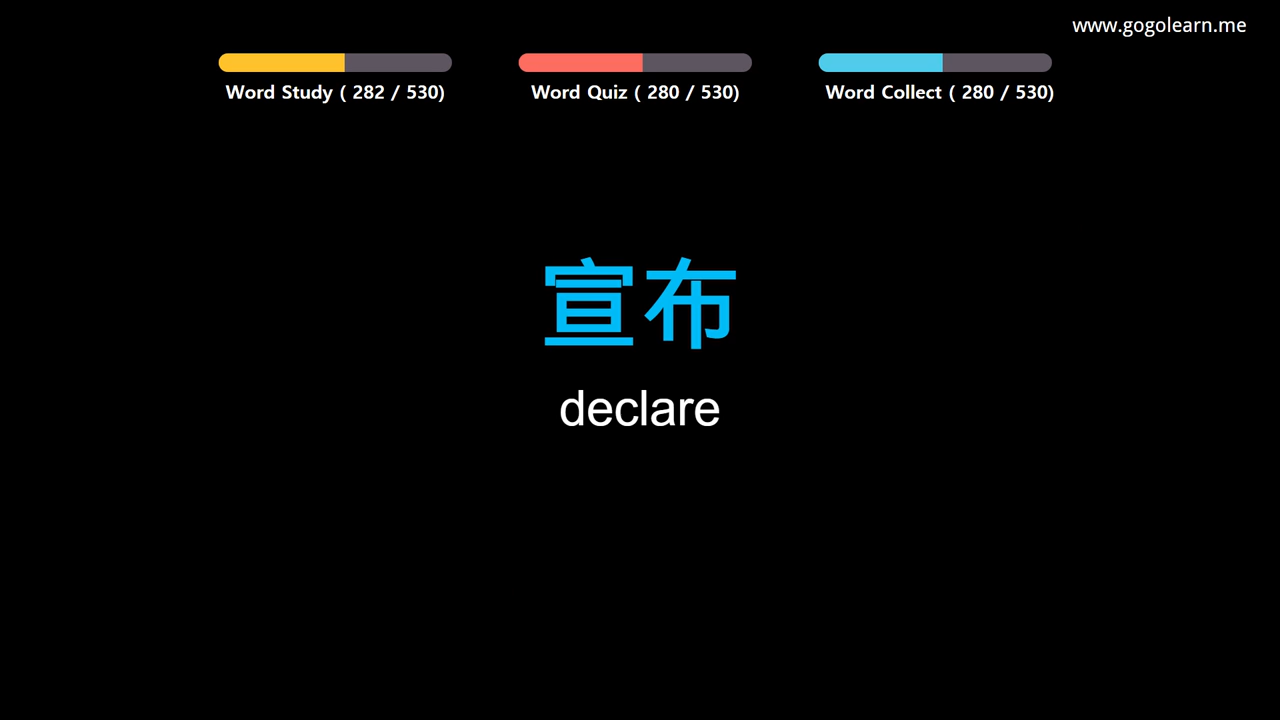 www.gogolearn.me
Word Study ( 282 / 530)
Word Quiz ( 280 / 530)
Word Collect ( 280 / 530)
宣布
declare